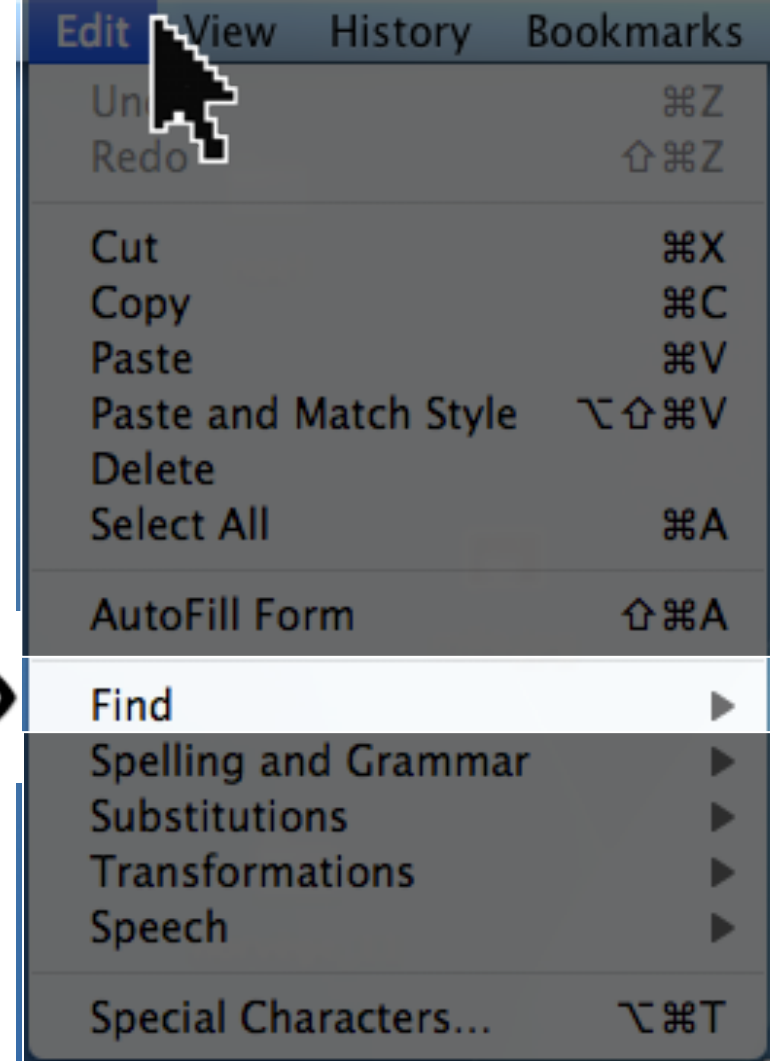 Edit View History Bookmarks
Un ⌘Z
Redo ⇧⌘Z
Cut ⌘X
Copy ⌘C
Paste ⌘V
Paste and Match Style ⌥⇧⌘V
Delete
Select All ⌘A
AutoFill Form ⇧⌘A
Find ▶
Spelling and Grammar ▶
Substitutions ▶
Transformations ▶
Speech ▶
Special Characters... ⌥⌘T